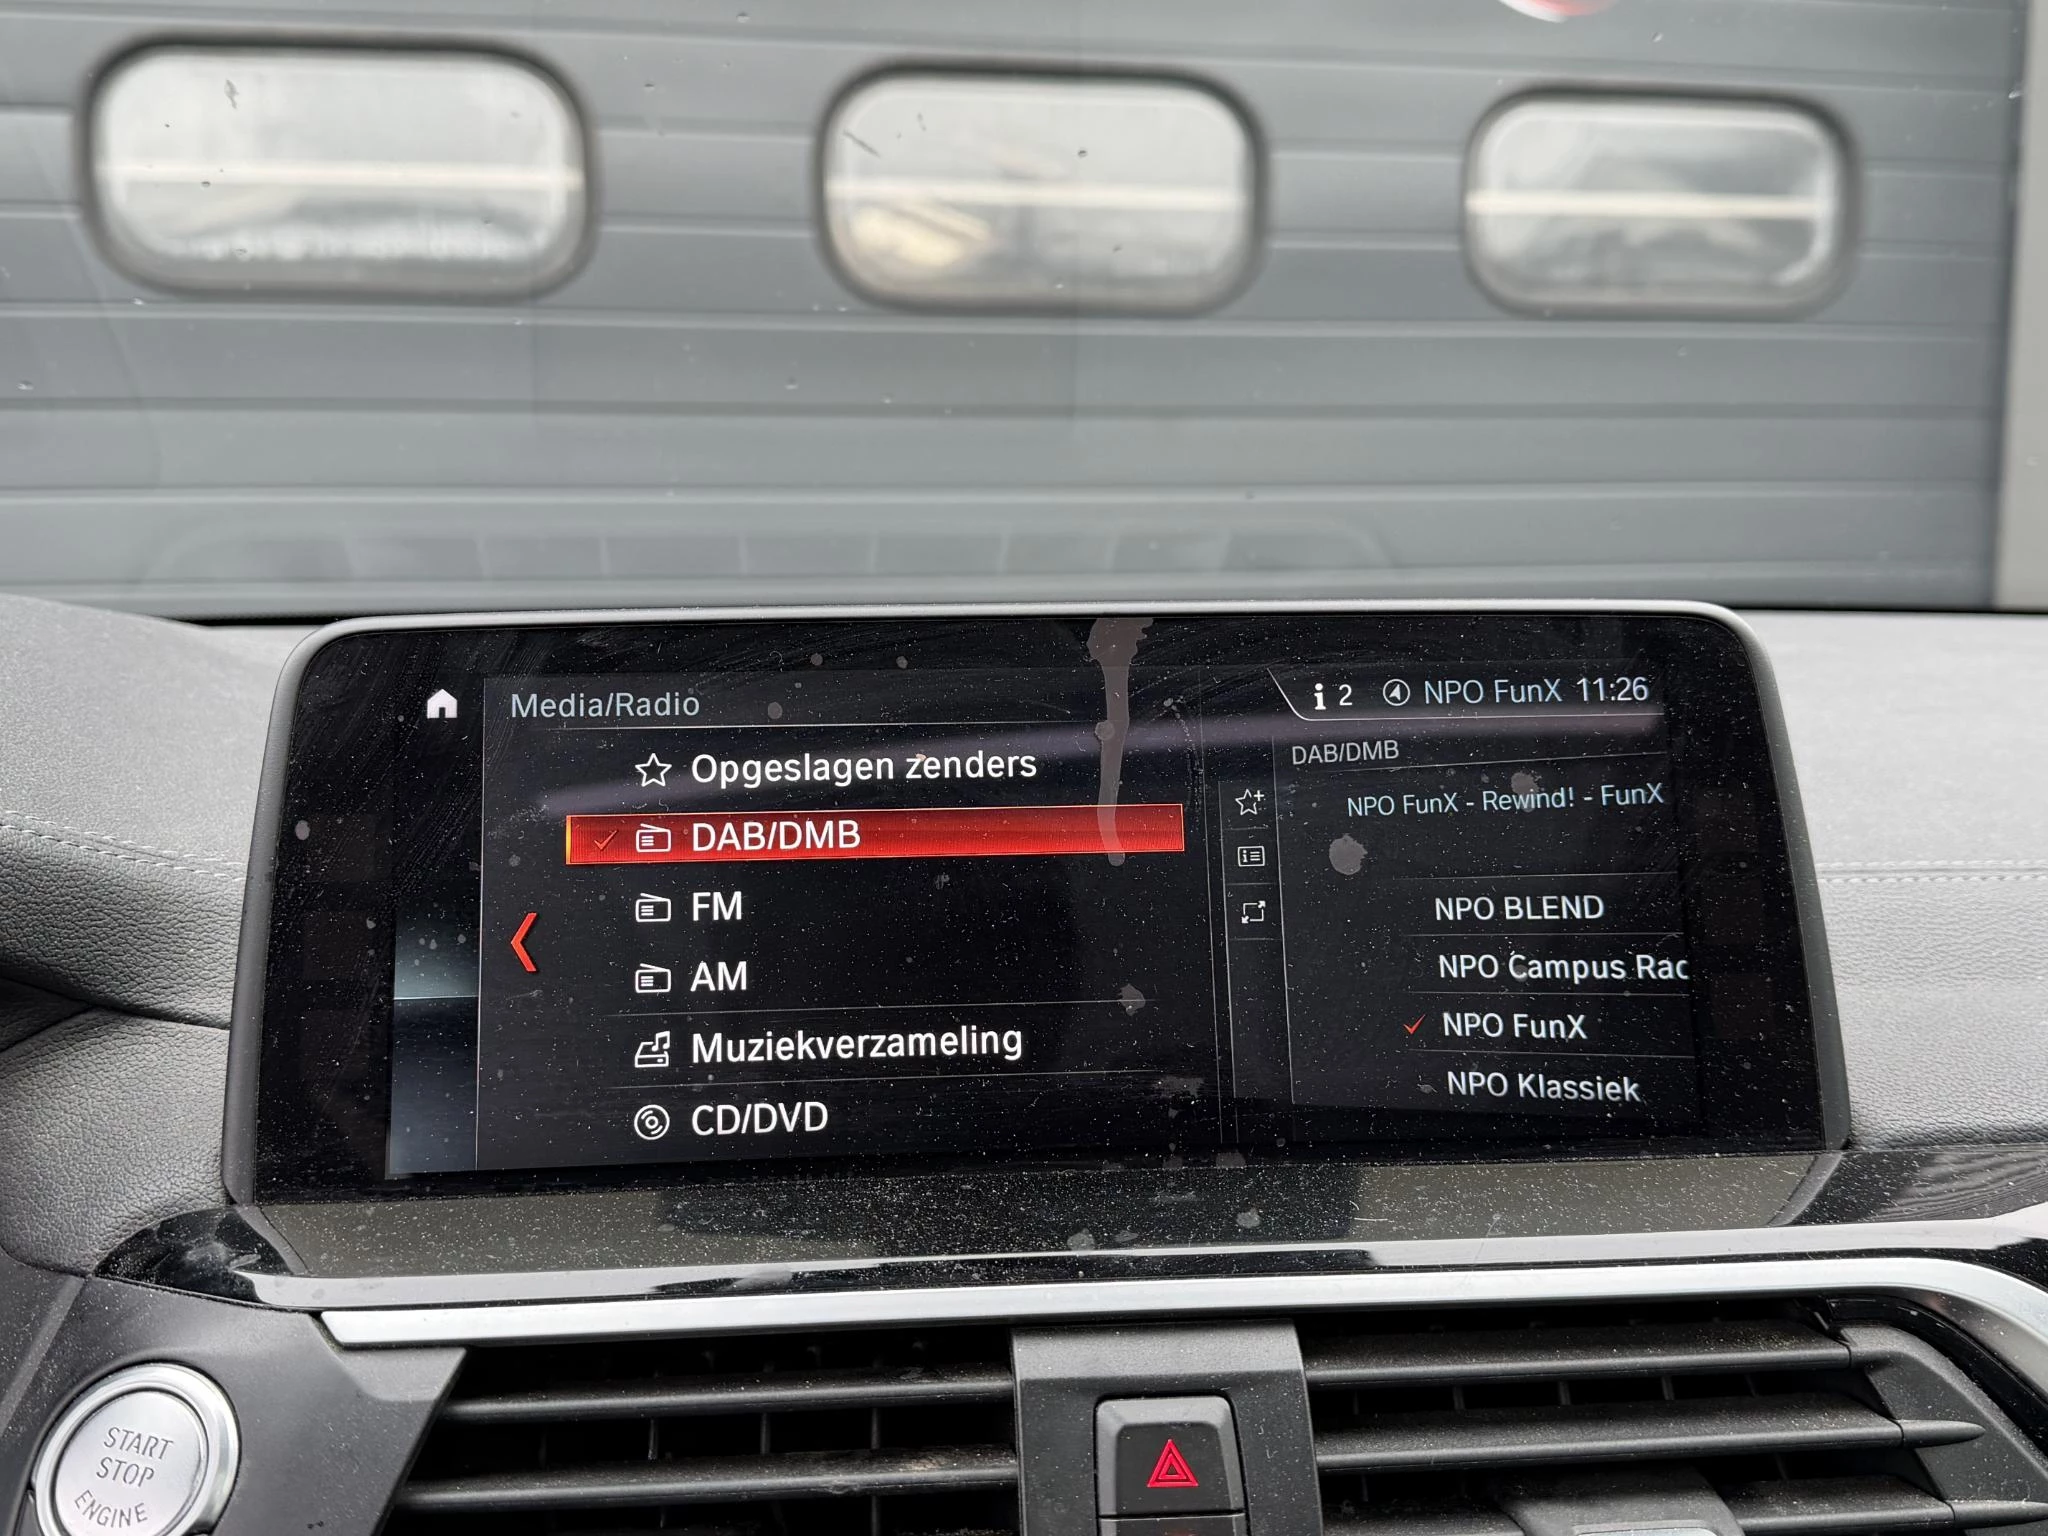 Media/Radio
i 2 NPO FunX 11:26
Opgeslagen zenders
DAB/DMB
FM
AM
Muziekverzameling
CD/DVD
DAB/DMB
NPO FunX - Rewind! - FunX
NPO BLEND
NPO Campus Rac
NPO FunX
NPO Klassiek
START
STOP
ENGINE